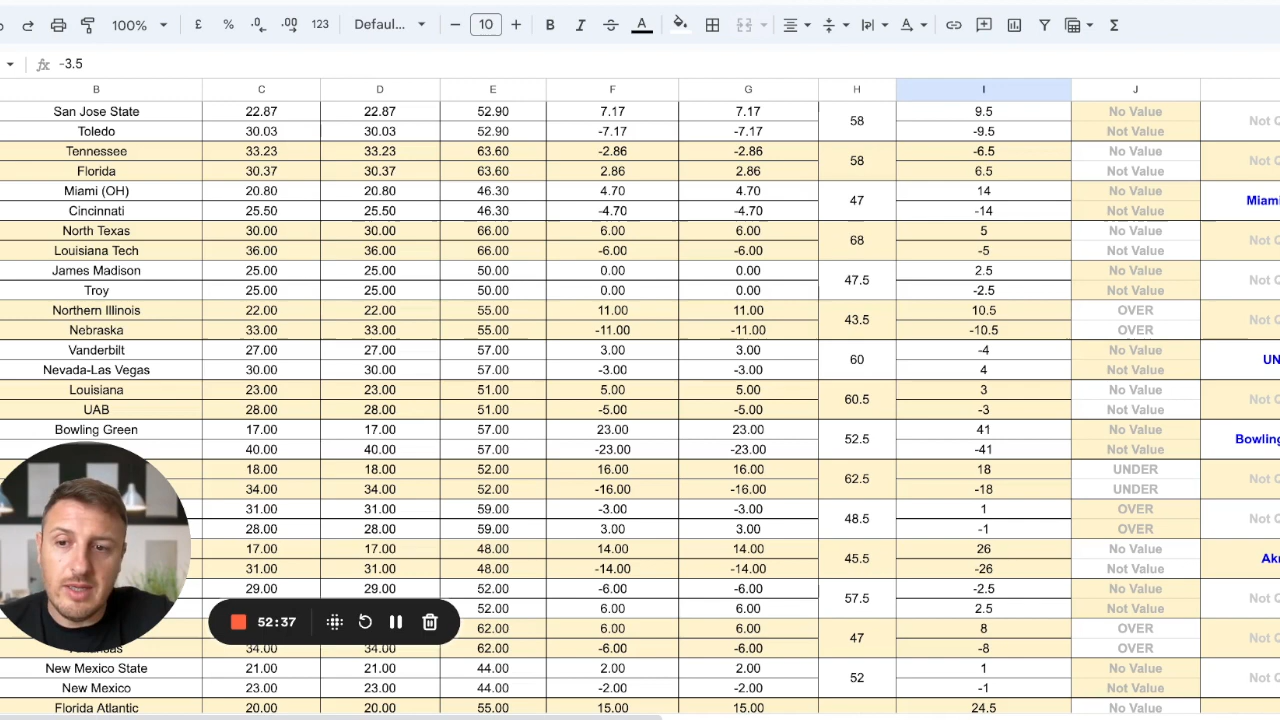 100% £ % .0 .00 123 Defaul... − 10 + B I A Σ
fx -3.5
B C D E F G H I J
San Jose State 22.87 22.87 52.90 7.17 7.17 58 9.5 No Value Not Q
Toledo 30.03 30.03 52.90 -7.17 -7.17 -9.5 Not Value
Tennessee 33.23 33.23 63.60 -2.86 -2.86 58 -6.5 No Value Not Q
Florida 30.37 30.37 63.60 2.86 2.86 6.5 Not Value
Miami (OH) 20.80 20.80 46.30 4.70 4.70 47 14 No Value Miami
Cincinnati 25.50 25.50 46.30 -4.70 -4.70 -14 Not Value
North Texas 30.00 30.00 66.00 6.00 6.00 68 5 No Value Not Q
Louisiana Tech 36.00 36.00 66.00 -6.00 -6.00 -5 Not Value
James Madison 25.00 25.00 50.00 0.00 0.00 47.5 2.5 No Value Not Q
Troy 25.00 25.00 50.00 0.00 0.00 -2.5 Not Value
Northern Illinois 22.00 22.00 55.00 11.00 11.00 43.5 10.5 OVER Not Q
Nebraska 33.00 33.00 55.00 -11.00 -11.00 -10.5 OVER
Vanderbilt 27.00 27.00 57.00 3.00 3.00 60 -4 No Value UN
Nevada-Las Vegas 30.00 30.00 57.00 -3.00 -3.00 4 Not Value
Louisiana 23.00 23.00 51.00 5.00 5.00 60.5 3 No Value Not Q
UAB 28.00 28.00 51.00 -5.00 -5.00 -3 Not Value
Bowling Green 17.00 17.00 57.00 23.00 23.00 52.5 41 No Value Bowling
40.00 40.00 57.00 -23.00 -23.00 -41 Not Value
18.00 18.00 52.00 16.00 16.00 62.5 18 UNDER Not Q
34.00 34.00 52.00 -16.00 -16.00 -18 UNDER
31.00 31.00 59.00 -3.00 -3.00 48.5 1 OVER Not Q
28.00 28.00 59.00 3.00 3.00 -1 OVER
17.00 17.00 48.00 14.00 14.00 45.5 26 No Value Akr
31.00 31.00 48.00 -14.00 -14.00 -26 Not Value
29.00 29.00 52.00 -6.00 -6.00 57.5 -2.5 No Value Not Q
52.00 6.00 6.00 2.5 Not Value
52:37
62.00 6.00 6.00 47 8 OVER Not Q
34.00 34.00 62.00 -6.00 -6.00 -8 OVER
New Mexico State 21.00 21.00 44.00 2.00 2.00 52 1 No Value Not Q
New Mexico 23.00 23.00 44.00 -2.00 -2.00 -1 Not Value
Florida Atlantic 20.00 20.00 55.00 15.00 15.00 24.5 No Value